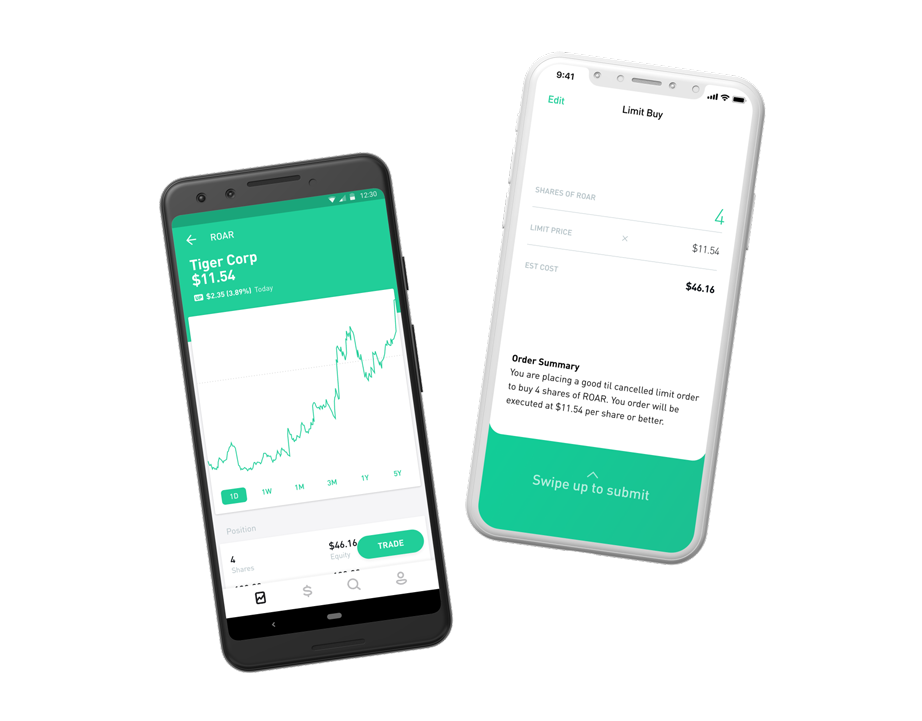 12:30
ROAR
Tiger Corp
$11.54
$2.35 (3.89%) Today
1D 1W 1M 3M 1Y 5Y
Position
4
Shares
$46.16
Equity
TRADE
9:41
Edit
Limit Buy
SHARES OF ROAR
4
LIMIT PRICE × $11.54
EST COST
$46.16
Order Summary
You are placing a good til cancelled limit order
to buy 4 shares of ROAR. You order will be
executed at $11.54 per share or better.
Swipe up to submit